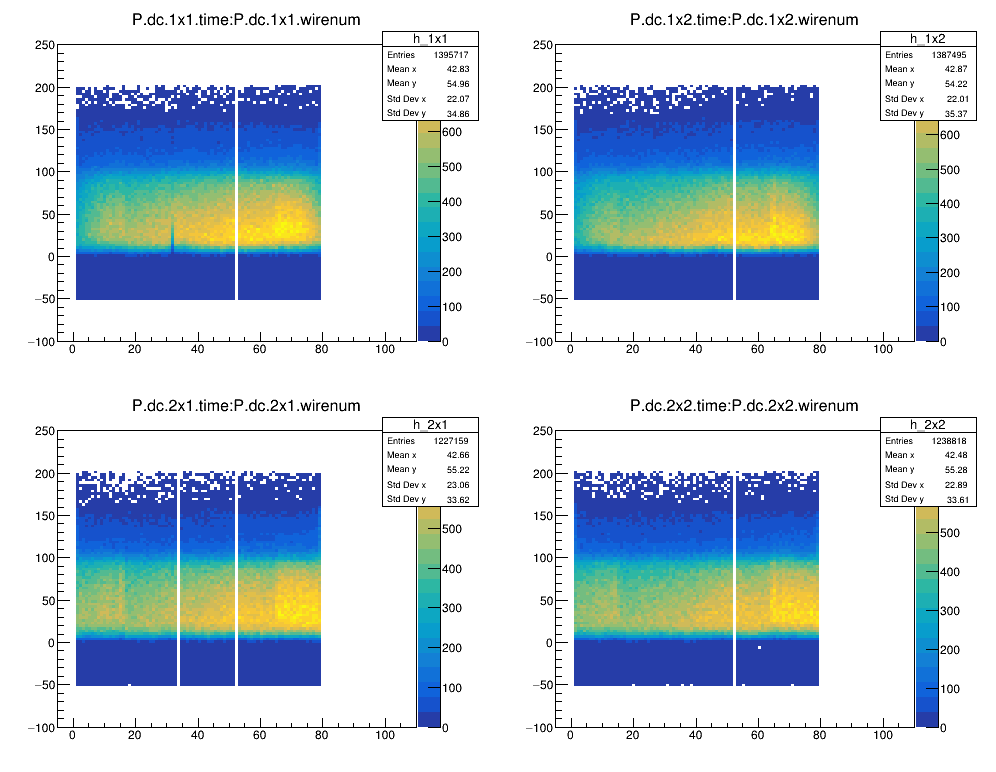 P.dc.1x1.time:P.dc.1x1.wirenum
h_1x1
Entries 1395717
Mean x 42.83
Mean y 54.96
Std Dev x 22.07
Std Dev y 34.86
250
200
150
100
50
0
−50
−100
0 20 40 60 80 100
600
500
400
300
200
100
0
P.dc.1x2.time:P.dc.1x2.wirenum
h_1x2
Entries 1387495
Mean x 42.87
Mean y 54.22
Std Dev x 22.01
Std Dev y 35.37
250
200
150
100
50
0
−50
−100
0 20 40 60 80 100
600
500
400
300
200
100
0
P.dc.2x1.time:P.dc.2x1.wirenum
h_2x1
Entries 1227159
Mean x 42.66
Mean y 55.22
Std Dev x 23.06
Std Dev y 33.62
250
200
150
100
50
0
−50
−100
0 20 40 60 80 100
500
400
300
200
100
0
P.dc.2x2.time:P.dc.2x2.wirenum
h_2x2
Entries 1238818
Mean x 42.48
Mean y 55.28
Std Dev x 22.89
Std Dev y 33.61
250
200
150
100
50
0
−50
−100
0 20 40 60 80 100
500
400
300
200
100
0